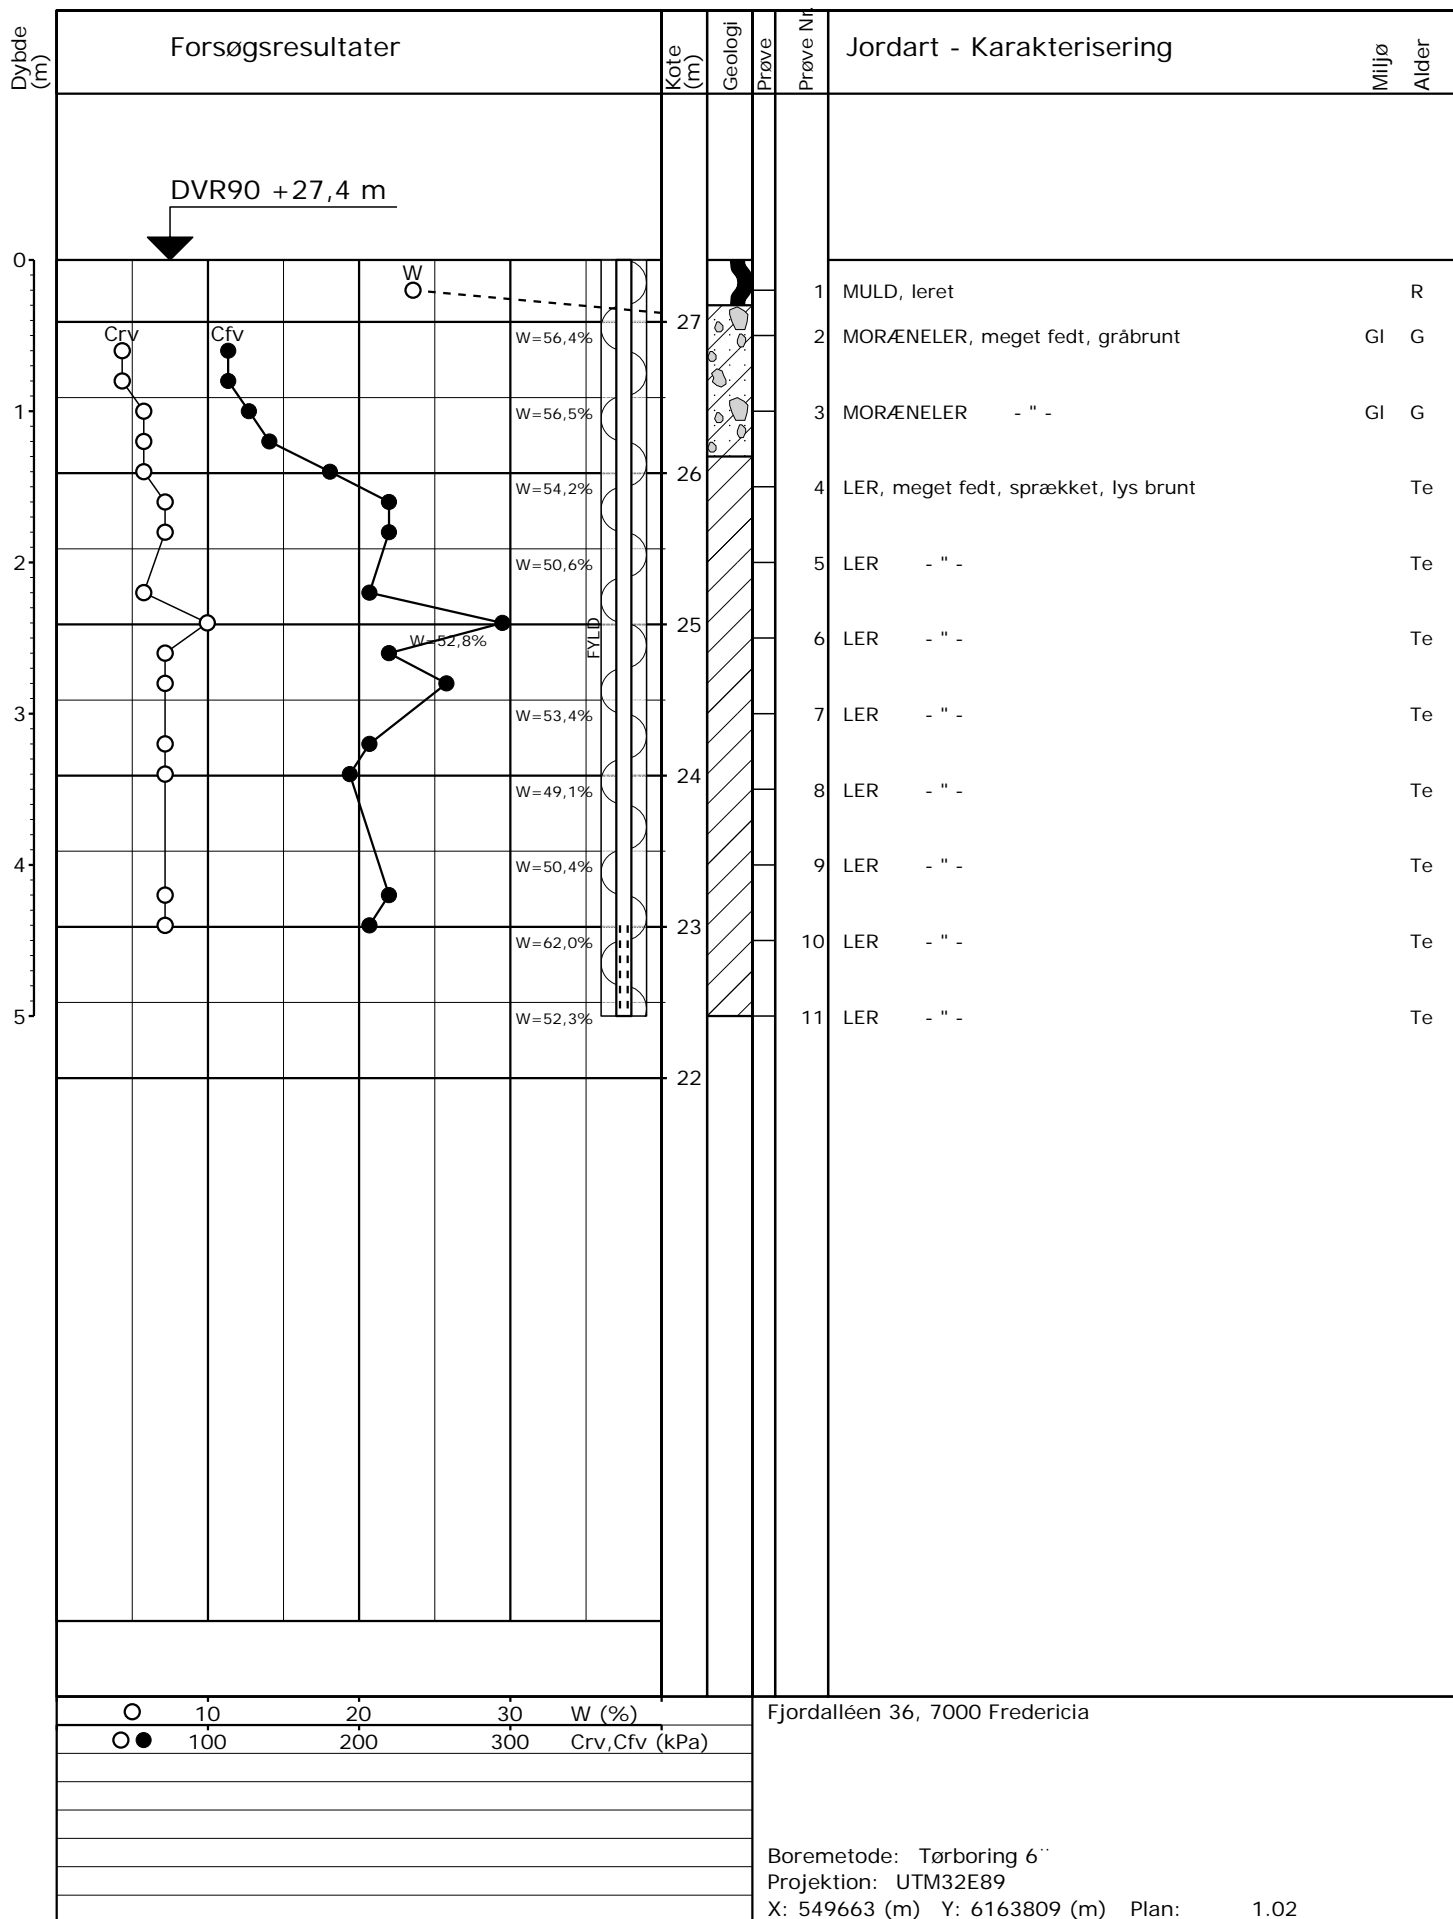 Dybde (m) Forsøgsresultater Kote (m) Geologi Prøve Prøve Nr. Jordart - Karakterisering Miljø Alder
DVR90 +27,4 m
0
W
1 MULD, leret R
27
Crv Cfv
W=56,4% 2 MORÆNELER, meget fedt, gråbrunt Gl G
1 W=56,5% 3 MORÆNELER - " - Gl G
26
W=54,2% 4 LER, meget fedt, sprækket, lys brunt Te
2 W=50,6% 5 LER - " - Te
25
FYLD
W=52,8% 6 LER - " - Te
3 W=53,4% 7 LER - " - Te
24
W=49,1% 8 LER - " - Te
4 W=50,4% 9 LER - " - Te
23
W=62,0% 10 LER - " - Te
5 W=52,3% 11 LER - " - Te
22
10 20 30 W (%)
100 200 300 Crv,Cfv (kPa)
Fjordalléen 36, 7000 Fredericia
Boremetode: Tørboring 6¨
Projektion: UTM32E89
X: 549663 (m) Y: 6163809 (m) Plan: 1.02